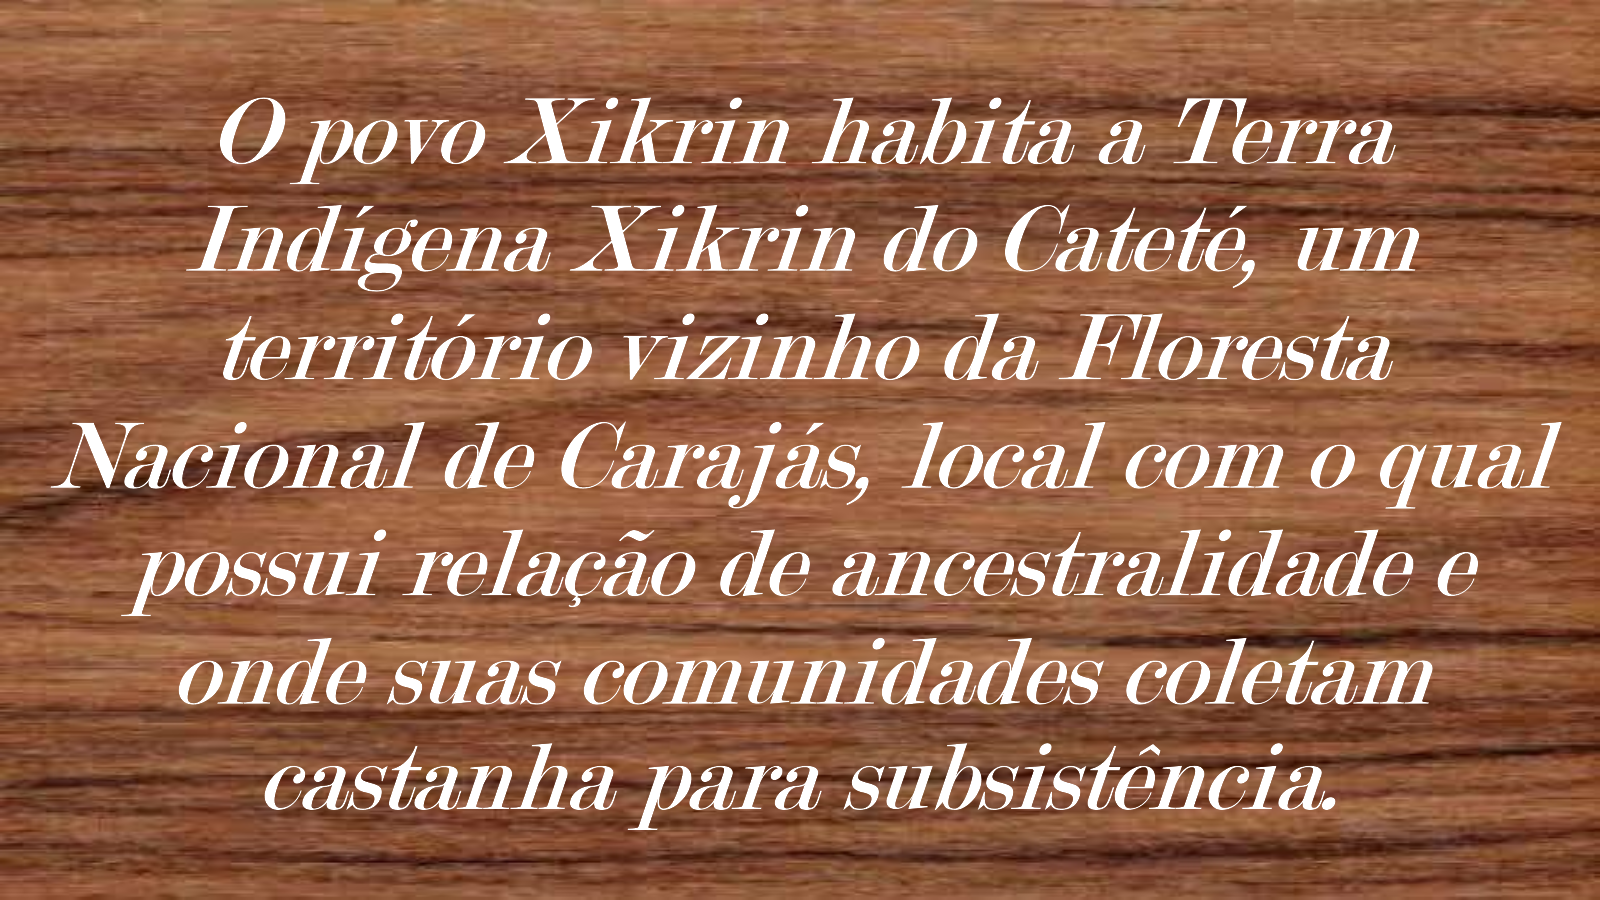 O povo Xikrin habita a Terra
Indígena Xikrin do Cateté, um
território vizinho da Floresta
Nacional de Carajás, local com o qual
possui relação de ancestralidade e
onde suas comunidades coletam
castanha para subsistência.